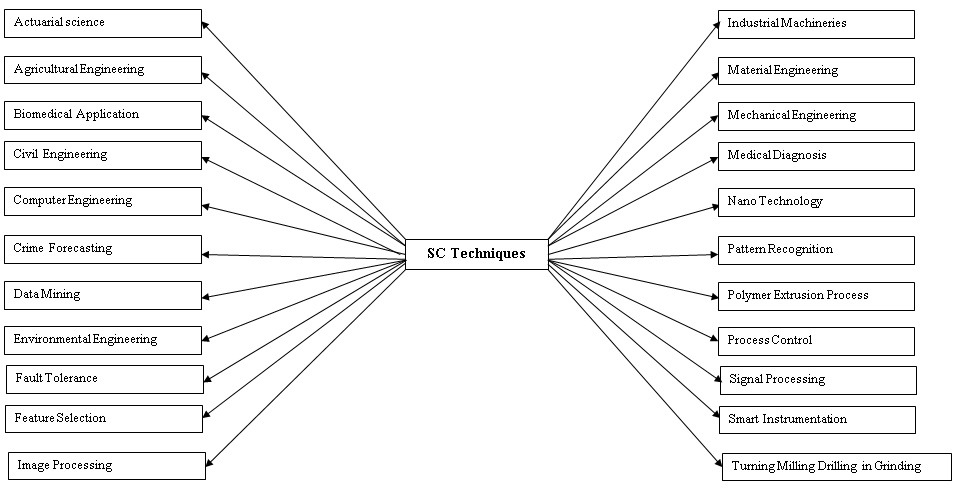 Actuarial science
Agricultural Engineering
Biomedical Application
Civil Engineering
Computer Engineering
Crime Forecasting
Data Mining
Environmental Engineering
Fault Tolerance
Feature Selection
Image Processing
SC Techniques
Industrial Machineries
Material Engineering
Mechanical Engineering
Medical Diagnosis
Nano Technology
Pattern Recognition
Polymer Extrusion Process
Process Control
Signal Processing
Smart Instrumentation
Turning Milling Drilling in Grinding